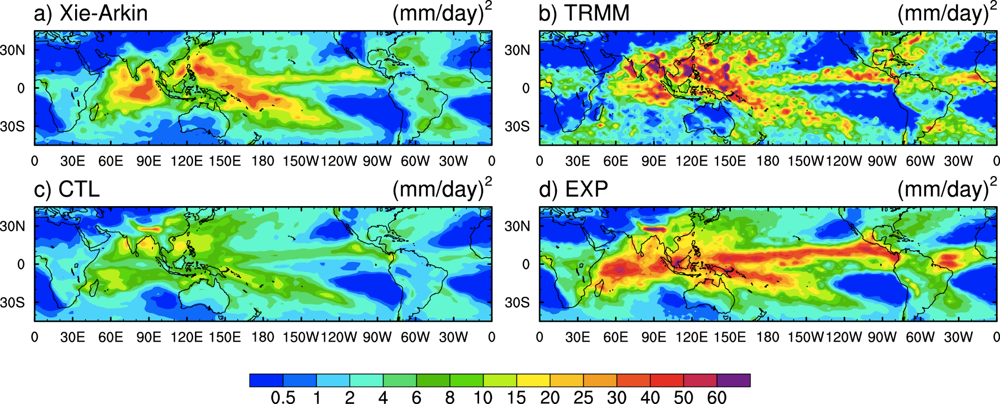 a) Xie-Arkin (mm/day)²
b) TRMM (mm/day)²
30N
0
30S
0 30E 60E 90E 120E 150E 180 150W 120W 90W 60W 30W 0
30N
0
30S
0 30E 60E 90E 120E 150E 180 150W 120W 90W 60W 30W 0
c) CTL (mm/day)²
d) EXP (mm/day)²
30N
0
30S
0 30E 60E 90E 120E 150E 180 150W 120W 90W 60W 30W 0
30N
0
30S
0 30E 60E 90E 120E 150E 180 150W 120W 90W 60W 30W 0
0.5 1 2 4 6 8 10 15 20 25 30 40 50 60